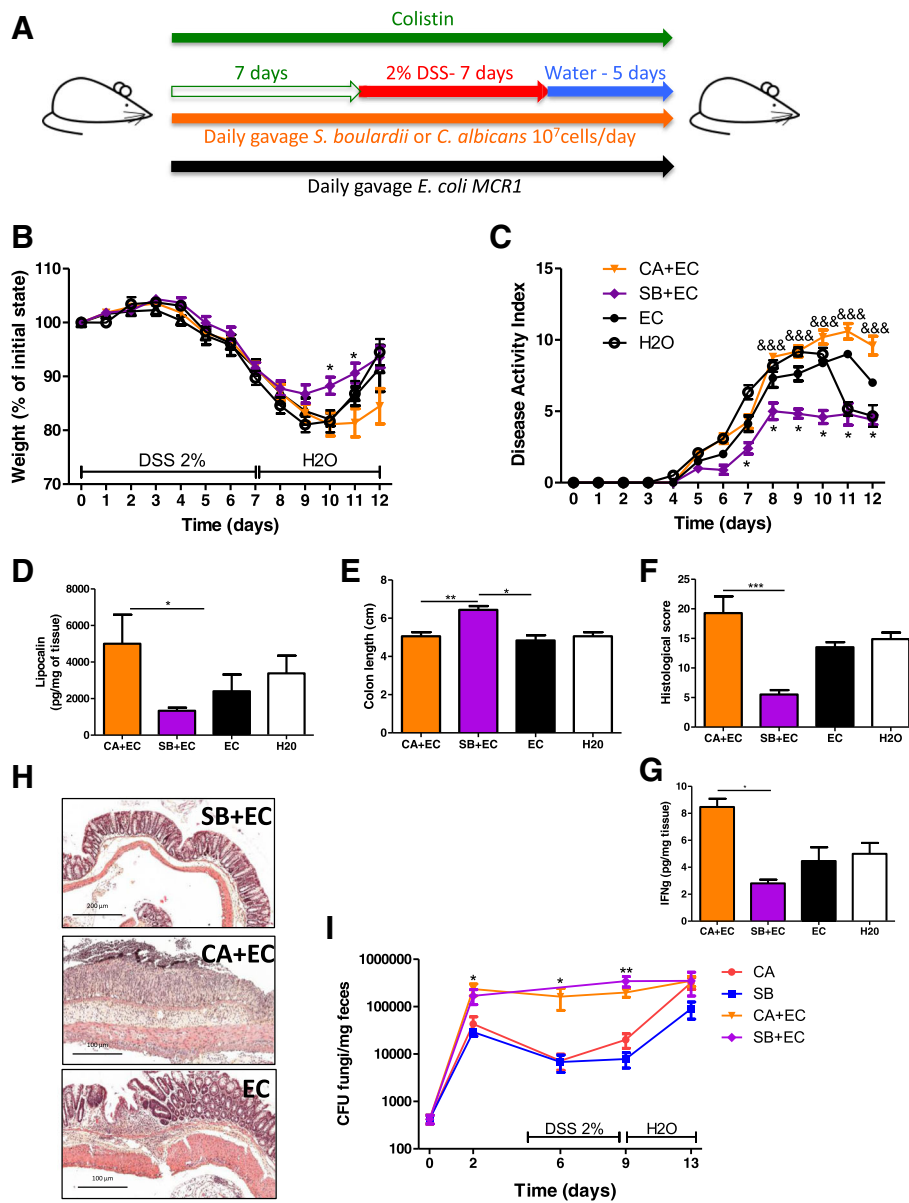 A
Colistin
7 days
2% DSS- 7 days
Water - 5 days
Daily gavage S. boulardii or C. albicans 10⁷cells/day
Daily gavage E. coli MCR1
B
Weight (% of initial state)
110
100
90
80
70
*
*
DSS 2%
H2O
0 1 2 3 4 5 6 7 8 9 10 11 12
Time (days)
C
Disease Activity Index
15
10
5
0
CA+EC
SB+EC
EC
H2O
&&& &&& &&& &&& &&&
* * * * * *
0 1 2 3 4 5 6 7 8 9 10 11 12
Time (days)
D
Lipocalin
(pg/mg of tissue)
8000
6000
4000
2000
0
*
CA+EC SB+EC EC H20
E
Colon length (cm)
8
6
4
2
0
** *
CA+EC SB+EC EC H20
F
Histological score
25
20
15
10
5
0
***
CA+EC SB+EC EC H2O
G
IFNg (pg/mg tissue)
10
8
6
4
2
0
*
CA+EC SB+EC EC H20
H
SB+EC
200 µm
CA+EC
100 µm
EC
100 µm
I
CFU fungi/mg feces
1000000
1000000
100000
10000
1000
100
* * **
CA
SB
CA+EC
SB+EC
DSS 2%
H2O
0 2 6 9 13
Time (days)